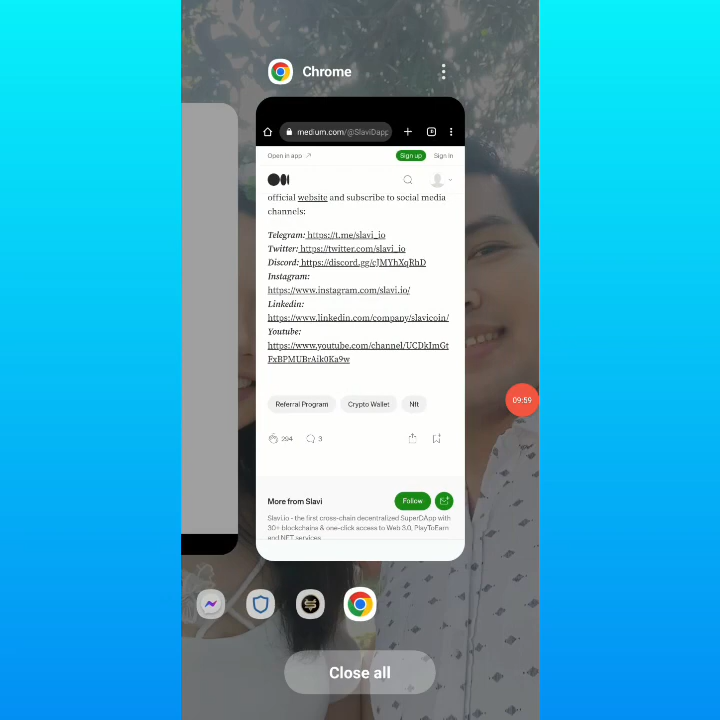 Chrome
medium.com/@SlaviDapp
Open in app
Sign up
Sign In
official website and subscribe to social media
channels:
Telegram: https://t.me/slavi_io
Twitter: https://twitter.com/slavi_io
Discord: https://discord.gg/cJMYhXqRhD
Instagram:
https://www.instagram.com/slavi.io/
Linkedin:
https://www.linkedin.com/company/slavicoin/
Youtube:
https://www.youtube.com/channel/UCDkImGt
FxBPMUBrAik0Ka9w
Referral Program
Crypto Wallet
Nft
294
3
09:59
More from Slavi
Follow
Slavi.io - the first cross-chain decentralized SuperDApp with
30+ blockchains & one-click access to Web 3.0, PlayToEarn
and NFT services
Close all